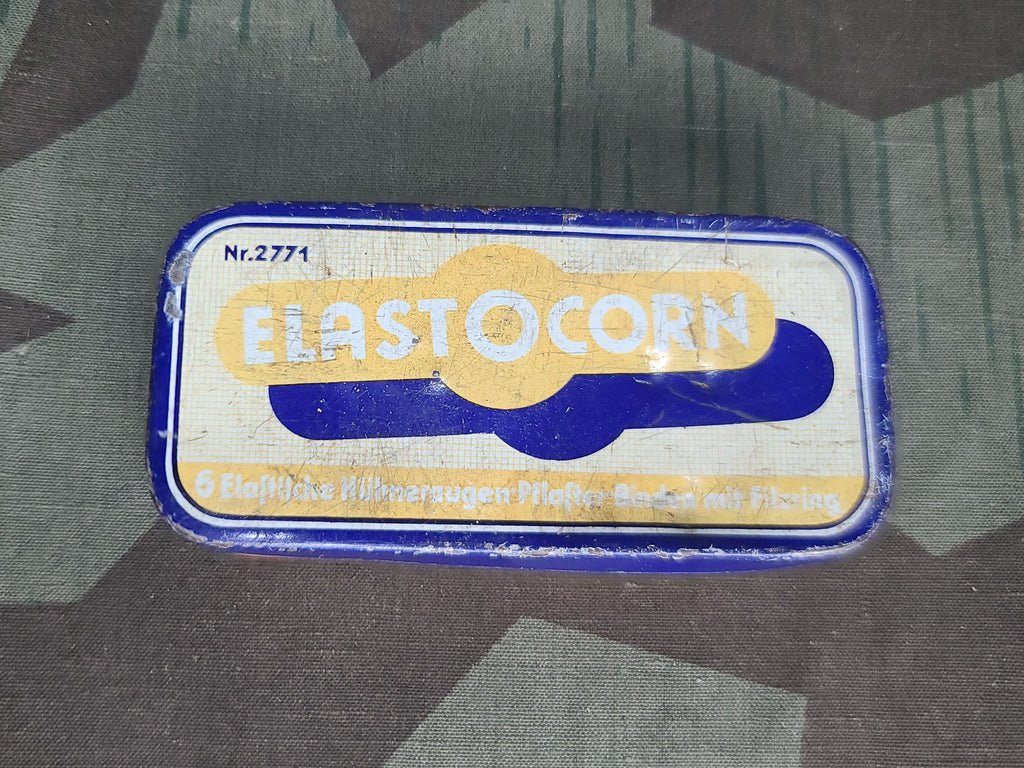 Nr.2771
ELASTOCORN
6 Elaſtiſche Hühneraugen-Pflaſter-Binden mit Filzring